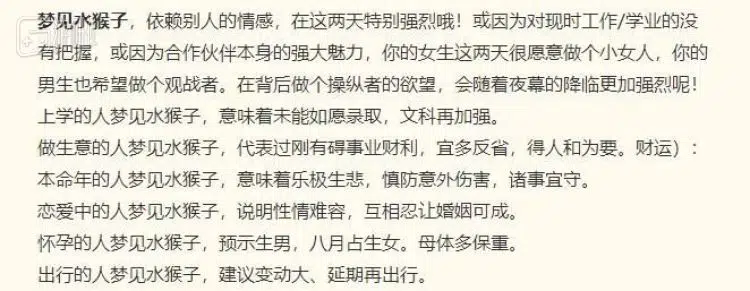 梦见水猴子，依赖别人的情感，在这两天特别强烈哦！或因为对现时工作/学业的没
有把握，或因为合作伙伴本身的强大魅力，你的女生这两天很愿意做个小女人，你的
男生也希望做个观战者。在背后做个操纵者的欲望，会随着夜幕的降临更加强烈呢！
上学的人梦见水猴子，意味着未能如愿录取，文科再加强。
做生意的人梦见水猴子，代表过刚有碍事业财利，宜多反省，得人和为要。财运）：
本命年的人梦见水猴子，意味着乐极生悲，慎防意外伤害，诸事宜守。
恋爱中的人梦见水猴子，说明性情难容，互相忍让婚姻可成。
怀孕的人梦见水猴子，预示生男，八月占生女。母体多保重。
出行的人梦见水猴子，建议变动大、延期再出行。